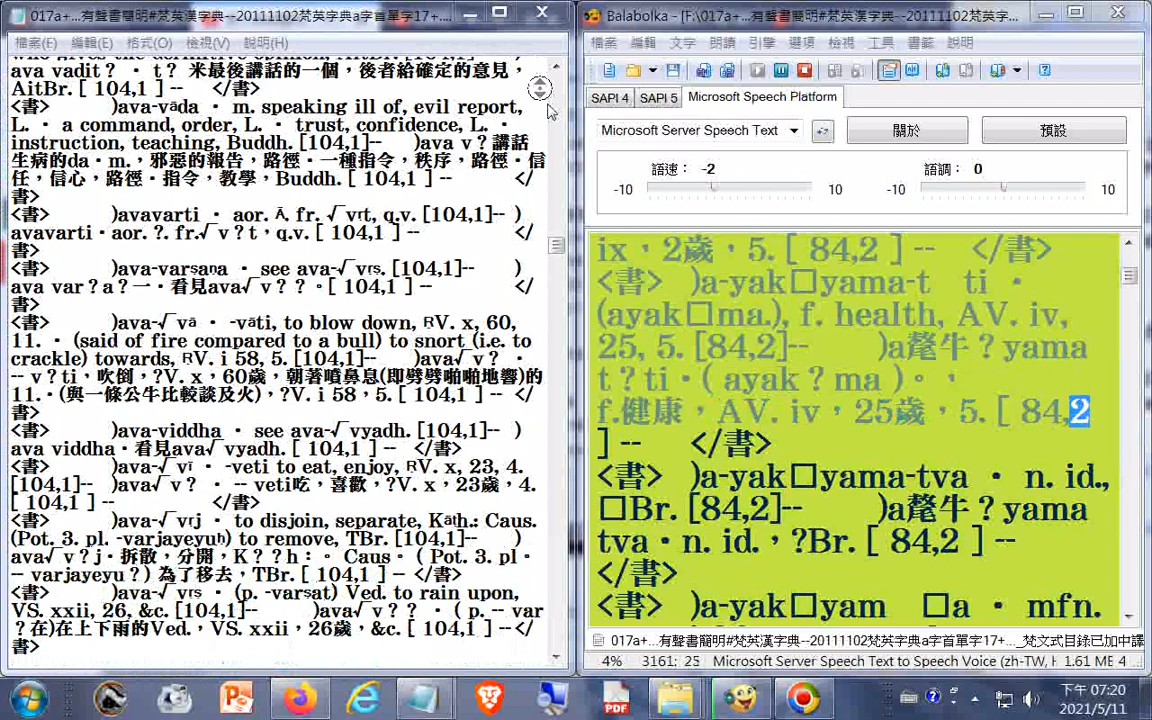 017a+...有聲書簡明#梵英漢字典--20111102梵英字典a字首單字17+...
檔案(E) 編輯(E) 格式(O) 檢視(V) 說明(H)
ava vadit？ ‧ t？ 米最後講話的一個，後者給確定的意見，
AitBr. [ 104,1 ] -- </書>
<書> )ava-vāda ‧ m. speaking ill of, evil report,
L. ‧ a command, order, L. ‧ trust, confidence, L. ‧
instruction, teaching, Buddh. [104,1]-- )ava v？講話
生病的da‧m.，邪惡的報告，路徑‧一種指令，秩序，路徑‧信
任，信心，路徑‧指令，教學，Buddh. [ 104,1 ] -- </
書>
<書> )avavarti ‧ aor. Ā. fr. √vṛt, q.v. [104,1]-- )
avavarti‧aor. ?. fr.√ v？t，q.v. [ 104,1 ] -- </
書>
<書> )ava-varṣaṇa ‧ see ava-√vṛṣ. [104,1]-- )
ava var？a？一‧看見ava√ v？？。[ 104,1 ] -- </
書>
<書> )ava-√vā ‧ -vāti, to blow down, ṚV. x, 60,
11. ‧ (said of fire compared to a bull) to snort (i.e. to
crackle) towards, ṚV. i 58, 5. [104,1]-- )ava√ v？ ‧
-- v？ti，吹倒，?V. x，60歲，朝著噴鼻息(即劈劈啪啪地響)的
11.‧(與一條公牛比較談及火)，?V. i 58，5. [ 104,1 ] -- </
書>
<書> )ava-viddha ‧ see ava-√vyadh. [104,1]-- )
ava viddha‧看見ava√ vyadh. [ 104,1 ] -- </書>
<書> )ava-√vī ‧ -veti to eat, enjoy, ṚV. x, 23, 4.
[104,1]-- )ava√ v？ ‧ -- veti吃，喜歡，?V. x，23歲，4.
[ 104,1 ] -- </書>
<書> )ava-√vṛj ‧ to disjoin, separate, Kāṭh.: Caus.
(Pot. 3. pl. -varjayeyuḥ) to remove, TBr. [104,1]-- )
ava√ v？j‧拆散，分開，K？？h：。 Caus。( Pot. 3. pl‧
-- varjayeyu？) 為了移去，TBr. [ 104,1 ] -- </書>
<書> )ava-√vṛṣ ‧ (p. -varṣat) Ved. to rain upon,
VS. xxii, 26, &c. [104,1]-- )ava√ v？？ ‧ ( p. -- var
？在)在上下雨的Ved.，VS. xxii，26歲，&c. [ 104,1 ] --</
書>
Balabolka - [F:\017a+...有聲書簡明#梵英漢字典--20111102梵英字...
檔案 編輯 文字 朗讀 引擎 選項 檢視 工具 書籤 說明
SAPI 4 SAPI 5 Microsoft Speech Platform
Microsoft Server Speech Text 關於 預設
語速： -2 語調： 0
-10 10 -10 10
ix，2歲，5. [ 84,2 ] -- </書>
<書> )a-yak□yama-t ti ‧
(ayak□ma.), f. health, AV. iv,
25, 5. [84,2]-- )a氂牛？yama
t？ti‧( ayak？ma )。‧
f.健康，AV. iv，25歲，5. [ 84,2
] -- </書>
<書> )a-yak□yama-tva ‧ n. id.,
□Br. [84,2]-- )a氂牛？yama
tva‧n. id.，?Br. [ 84,2 ] --
</書>
<書> )a-yak□yam □a ‧ mfn.
017a+...有聲書簡明#梵英漢字典--20111102梵英字典a字首單字17+..._梵文式目錄已加中譯
4% 3161: 25 Microsoft Server Speech Text to Speech Voice (zh-TW, H 1.61 ME 4
下午 07:20
2021/5/11